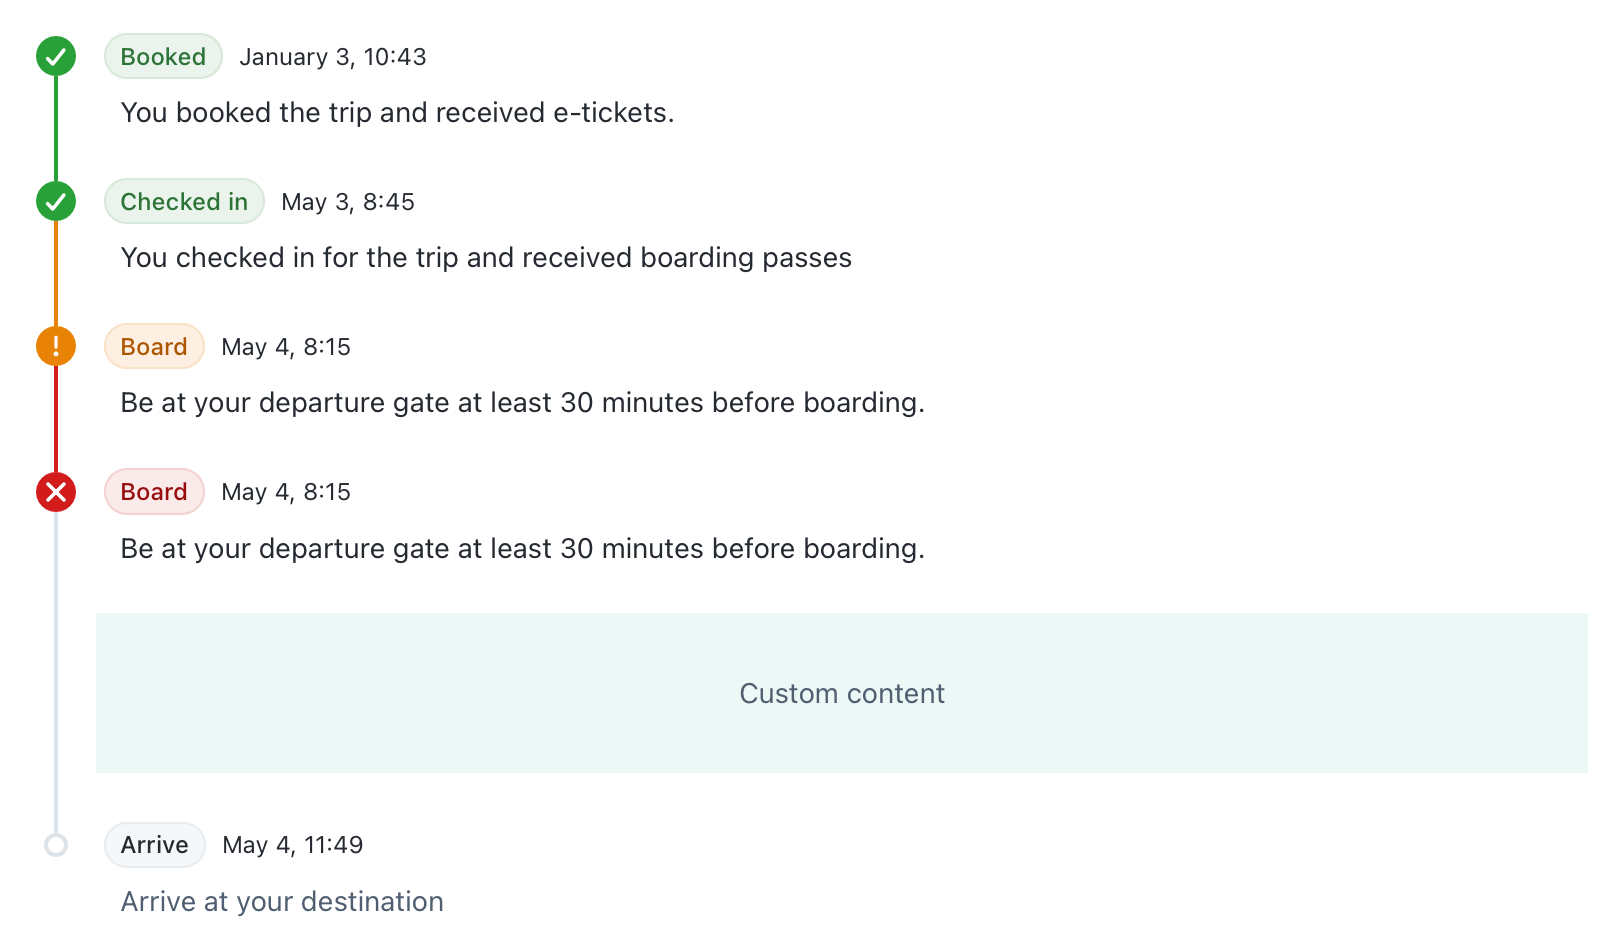 Booked January 3, 10:43
You booked the trip and received e-tickets.
Checked in May 3, 8:45
You checked in for the trip and received boarding passes
Board May 4, 8:15
Be at your departure gate at least 30 minutes before boarding.
Board May 4, 8:15
Be at your departure gate at least 30 minutes before boarding.
Custom content
Arrive May 4, 11:49
Arrive at your destination